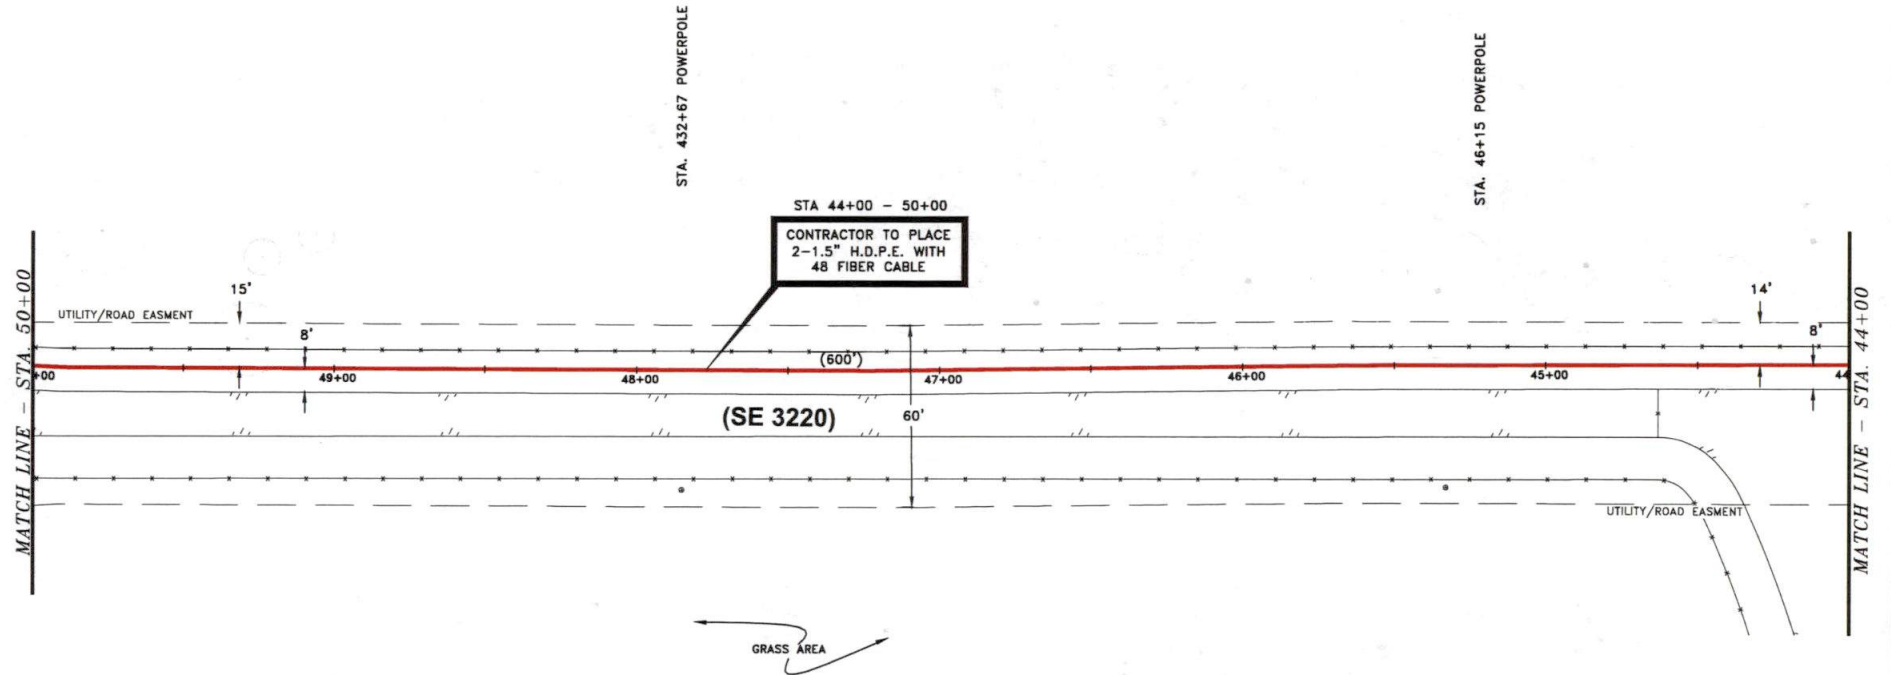 STA. 432+67 POWERPOLE
STA. 46+15 POWERPOLE
STA 44+00 - 50+00
CONTRACTOR TO PLACE
2-1.5" H.D.P.E. WITH
48 FIBER CABLE
MATCH LINE - STA. 50+00
UTILITY/ROAD EASMENT
15'
8'
(600')
14'
8'
+00
49+00
48+00
47+00
46+00
45+00
44
(SE 3220)
60'
UTILITY/ROAD EASMENT
MATCH LINE - STA. 44+00
GRASS AREA